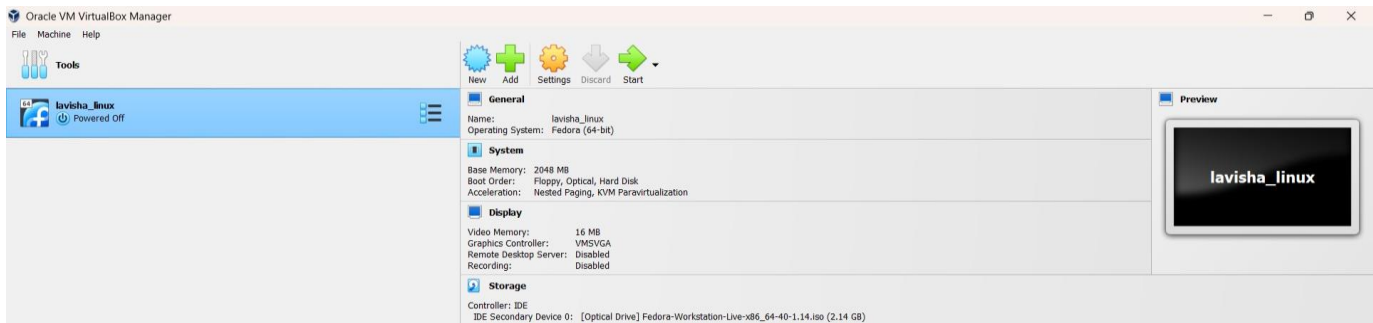 Oracle VM VirtualBox Manager
File Machine Help
Tools
New Add Settings Discard Start
64
lavisha_linux
Powered Off
General
Name: lavisha_linux
Operating System: Fedora (64-bit)
System
Base Memory: 2048 MB
Boot Order: Floppy, Optical, Hard Disk
Acceleration: Nested Paging, KVM Paravirtualization
Display
Video Memory: 16 MB
Graphics Controller: VMSVGA
Remote Desktop Server: Disabled
Recording: Disabled
Storage
Controller: IDE
IDE Secondary Device 0: [Optical Drive] Fedora-Workstation-Live-x86_64-40-1.14.iso (2.14 GB)
Preview
lavisha_linux